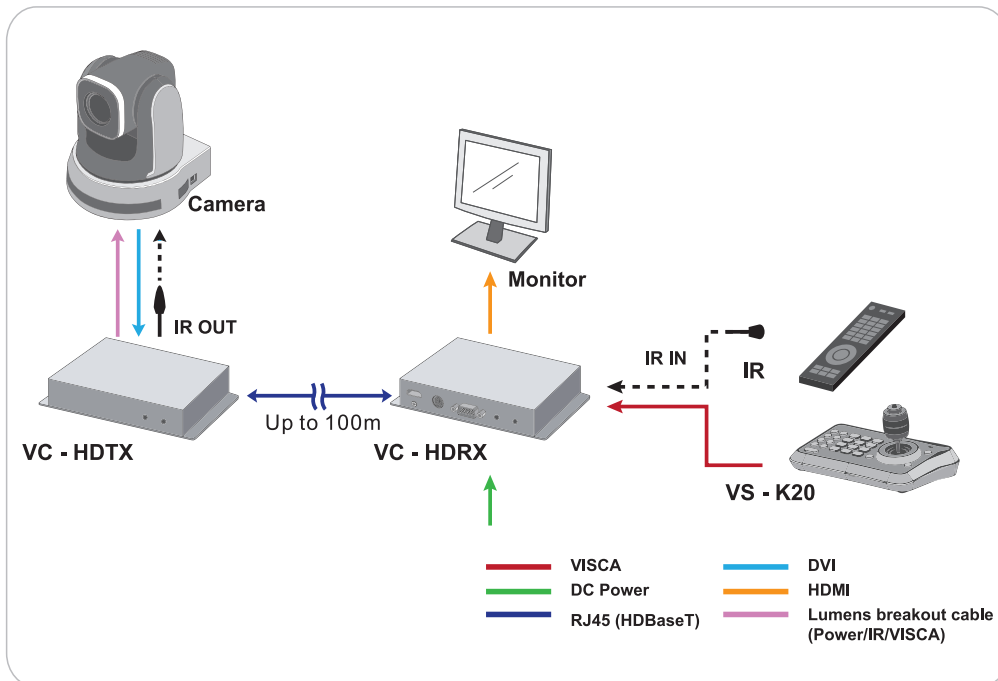 Camera
Monitor
IR OUT
IR IN
IR
Up to 100m
VC - HDTX
VC - HDRX
VS - K20
VISCA
DC Power
RJ45 (HDBaseT)
DVI
HDMI
Lumens breakout cable
(Power/IR/VISCA)